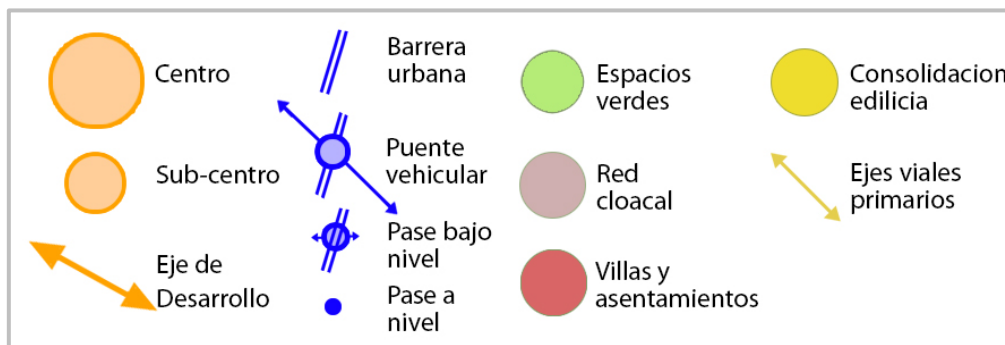 Centro
Sub-centro
Eje de
Desarrollo
Barrera
urbana
Puente
vehicular
Pase bajo
nivel
Pase a
nivel
Espacios
verdes
Red
cloacal
Villas y
asentamientos
Consolidacion
edilicia
Ejes viales
primarios